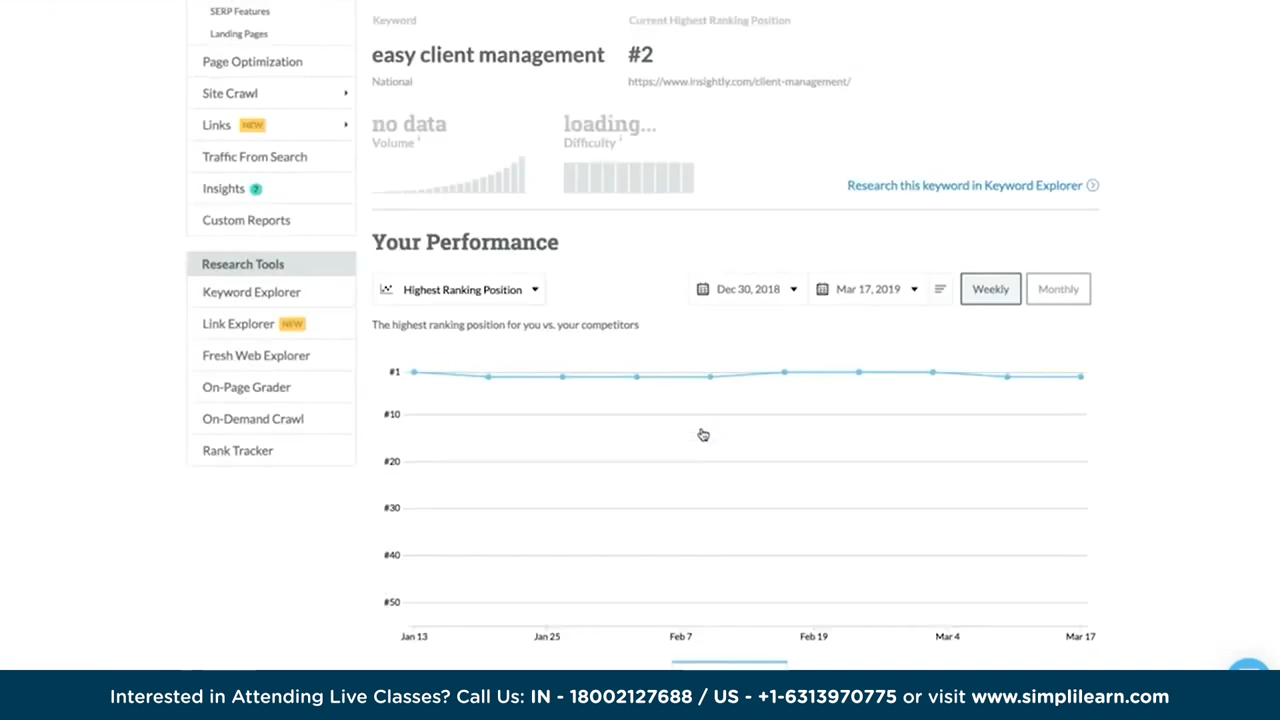 SERP Features
Landing Pages
Page Optimization
Site Crawl
Links NEW
Traffic From Search
Insights 7
Custom Reports
Research Tools
Keyword Explorer
Link Explorer NEW
Fresh Web Explorer
On-Page Grader
On-Demand Crawl
Rank Tracker
Keyword
Current Highest Ranking Position
easy client management
#2
National
https://www.insightly.com/client-management/
no data
loading...
Volume i
Difficulty i
Research this keyword in Keyword Explorer
Your Performance
Highest Ranking Position
Dec 30, 2018
Mar 17, 2019
Weekly
Monthly
The highest ranking position for you vs. your competitors
#1
#10
#20
#30
#40
#50
Jan 13 Jan 25 Feb 7 Feb 19 Mar 4 Mar 17
Interested in Attending Live Classes? Call Us: IN - 18002127688 / US - +1-6313970775 or visit www.simplilearn.com